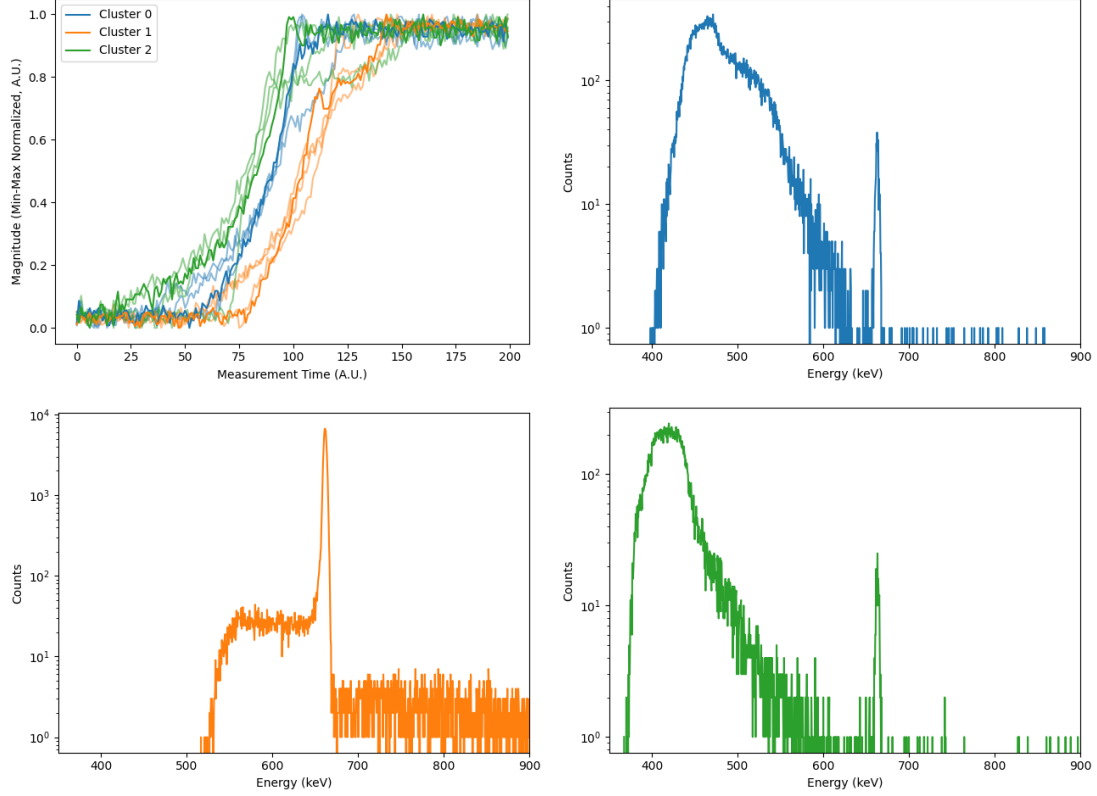 Cluster 0
Cluster 1
Cluster 2
Magnitude (Min-Max Normalized, A.U.)
1.0
0.8
0.6
0.4
0.2
0.0
0 25 50 75 100 125 150 175 200
Measurement Time (A.U.)
Counts
10²
10¹
10⁰
400 500 600 700 800 900
Energy (keV)
Counts
10⁴
10³
10²
10¹
10⁰
400 500 600 700 800 900
Energy (keV)
Counts
10²
10¹
10⁰
400 500 600 700 800 900
Energy (keV)